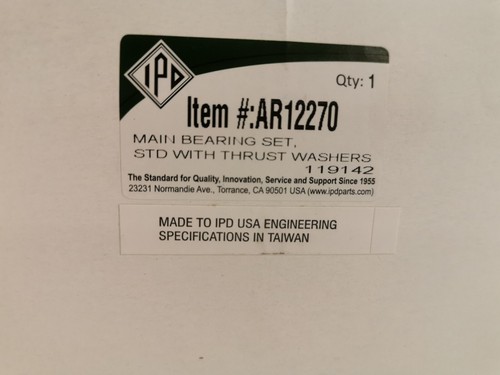 IPD
Qty: 1
Item #:AR12270
MAIN BEARING SET,
STD WITH THRUST WASHERS
119142
The Standard for Quality, Innovation, Service and Support Since 1955
23231 Normandie Ave., Torrance, CA 90501 USA (www.ipdparts.com)
MADE TO IPD USA ENGINEERING
SPECIFICATIONS IN TAIWAN